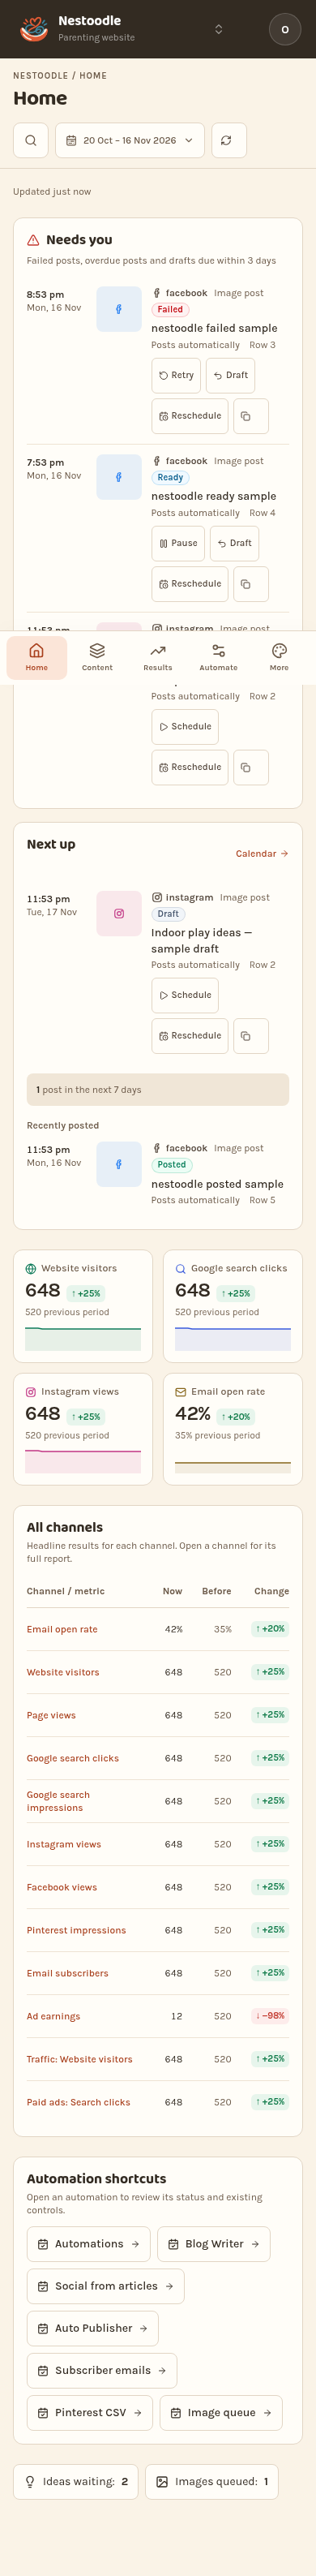 Nestoodle
Parenting website
O
NESTOODLE / HOME
Home
20 Oct – 16 Nov 2026
Updated just now
Needs you
Failed posts, overdue posts and drafts due within 3 days
8:53 pm
Mon, 16 Nov
facebook Image post
Failed
nestoodle failed sample
Posts automatically Row 3
Retry
Draft
Reschedule
7:53 pm
Mon, 16 Nov
facebook Image post
Ready
nestoodle ready sample
Posts automatically Row 4
Pause
Draft
Reschedule
11:53 pm
instagram Image post
Home
Content
Results
Automate
More
Posts automatically Row 2
Schedule
Reschedule
Next up
Calendar →
11:53 pm
Tue, 17 Nov
instagram Image post
Draft
Indoor play ideas —
sample draft
Posts automatically Row 2
Schedule
Reschedule
1 post in the next 7 days
Recently posted
11:53 pm
Mon, 16 Nov
facebook Image post
Posted
nestoodle posted sample
Posts automatically Row 5
Website visitors
648 ↑ +25%
520 previous period
Google search clicks
648 ↑ +25%
520 previous period
Instagram views
648 ↑ +25%
520 previous period
Email open rate
42% ↑ +20%
35% previous period
All channels
Headline results for each channel. Open a channel for its
full report.
Channel / metric Now Before Change
Email open rate 42% 35% ↑ +20%
Website visitors 648 520 ↑ +25%
Page views 648 520 ↑ +25%
Google search clicks 648 520 ↑ +25%
Google search
impressions 648 520 ↑ +25%
Instagram views 648 520 ↑ +25%
Facebook views 648 520 ↑ +25%
Pinterest impressions 648 520 ↑ +25%
Email subscribers 648 520 ↑ +25%
Ad earnings 12 520 ↓ −98%
Traffic: Website visitors 648 520 ↑ +25%
Paid ads: Search clicks 648 520 ↑ +25%
Automation shortcuts
Open an automation to review its status and existing
controls.
Automations →
Blog Writer →
Social from articles →
Auto Publisher →
Subscriber emails →
Pinterest CSV →
Image queue →
Ideas waiting: 2
Images queued: 1